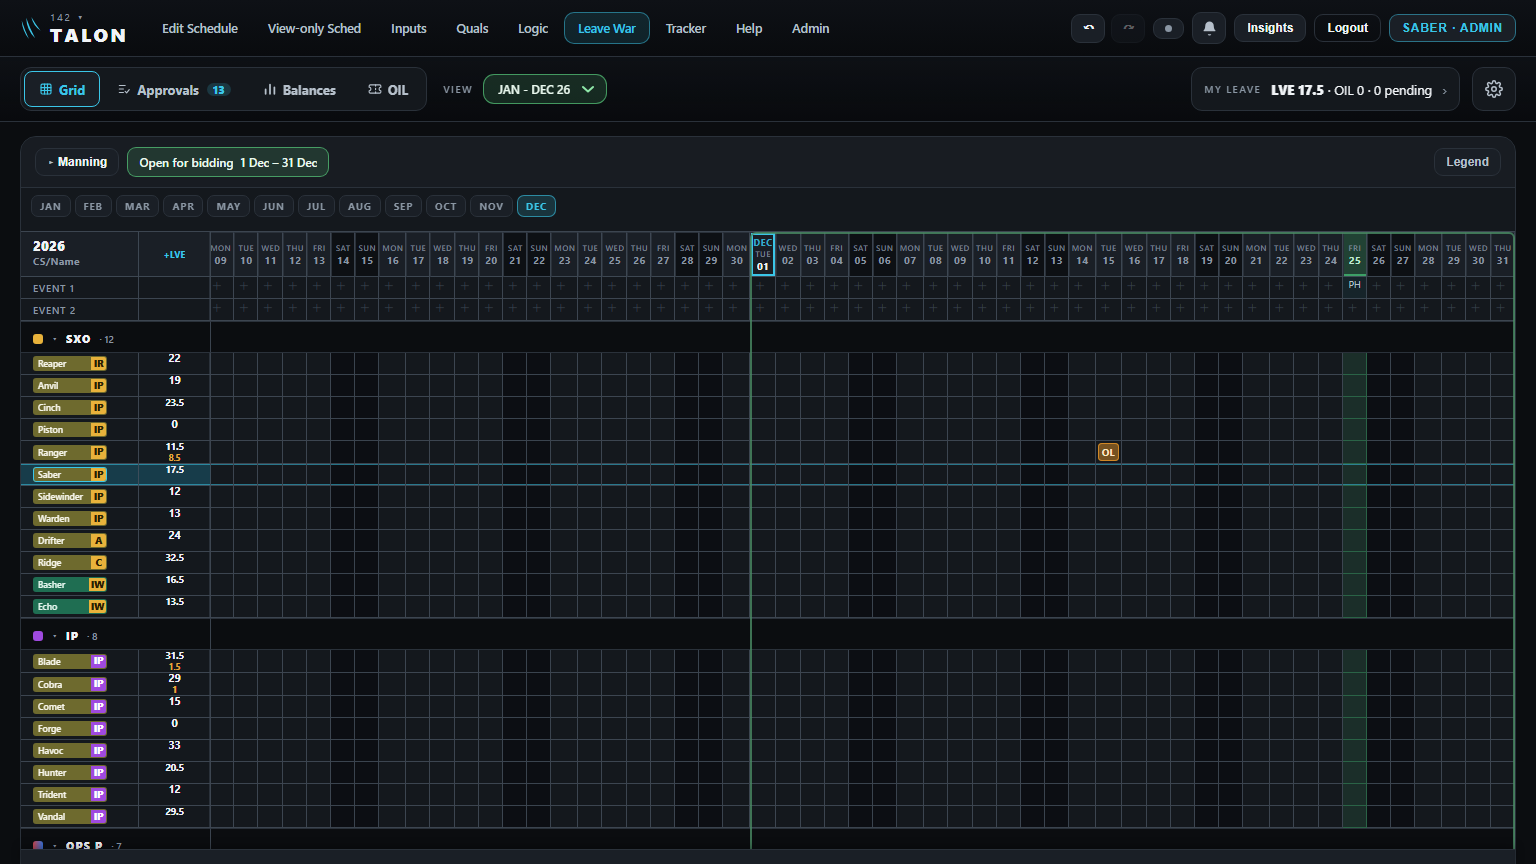 142
TALON
Edit Schedule View-only Sched Inputs Quals Logic Leave War Tracker Help Admin
Insights Logout SABER · ADMIN
Grid Approvals 13 Balances OIL VIEW JAN - DEC 26
MY LEAVE LVE 17.5 · OIL 0 · 0 pending ›
Manning Open for bidding 1 Dec – 31 Dec Legend
JAN FEB MAR APR MAY JUN JUL AUG SEP OCT NOV DEC
2026
CS/Name
+LVE
DEC
MON TUE WED THU FRI SAT SUN MON TUE WED THU FRI SAT SUN MON TUE WED THU FRI SAT SUN MON TUE WED THU FRI SAT SUN MON TUE WED THU FRI SAT SUN MON TUE WED THU FRI SAT SUN MON TUE WED THU FRI SAT SUN MON TUE WED THU
09 10 11 12 13 14 15 16 17 18 19 20 21 22 23 24 25 26 27 28 29 30 01 02 03 04 05 06 07 08 09 10 11 12 13 14 15 16 17 18 19 20 21 22 23 24 25 26 27 28 29 30 31
EVENT 1 PH
EVENT 2
SXO · 12
Reaper IR 22
Anvil IP 19
Cinch IP 23.5
Piston IP 0
Ranger IP 11.5 OL
8.5
Saber IP 17.5
Sidewinder IP 12
Warden IP 13
Drifter A 24
Ridge C 32.5
Basher IW 16.5
Echo IW 13.5
IP · 8
Blade IP 31.5
1.5
Cobra IP 29
1
Comet IP 15
Forge IP 0
Havoc IP 33
Hunter IP 20.5
Trident IP 12
Vandal IP 29.5
OPS P · 7